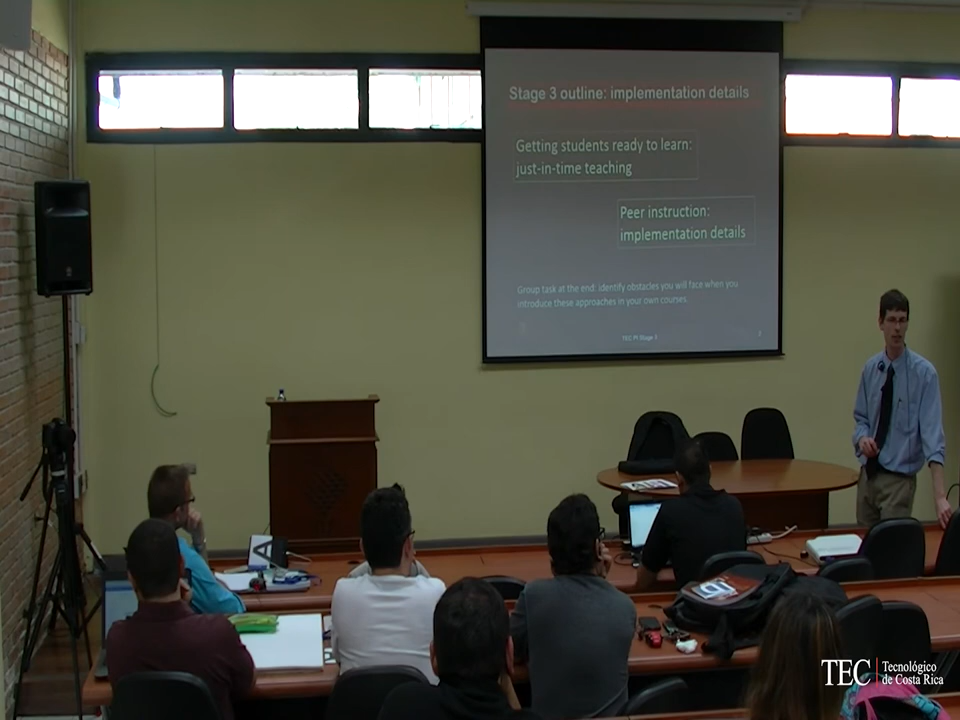 Stage 3 outline: implementation details
Getting students ready to learn:
just-in-time teaching
Peer instruction:
implementation details
Group task at the end: identify obstacles you will face when you
introduce these approaches in your own courses.
TEC PI Stage 3
2
A
TEC | Tecnológico
de Costa Rica